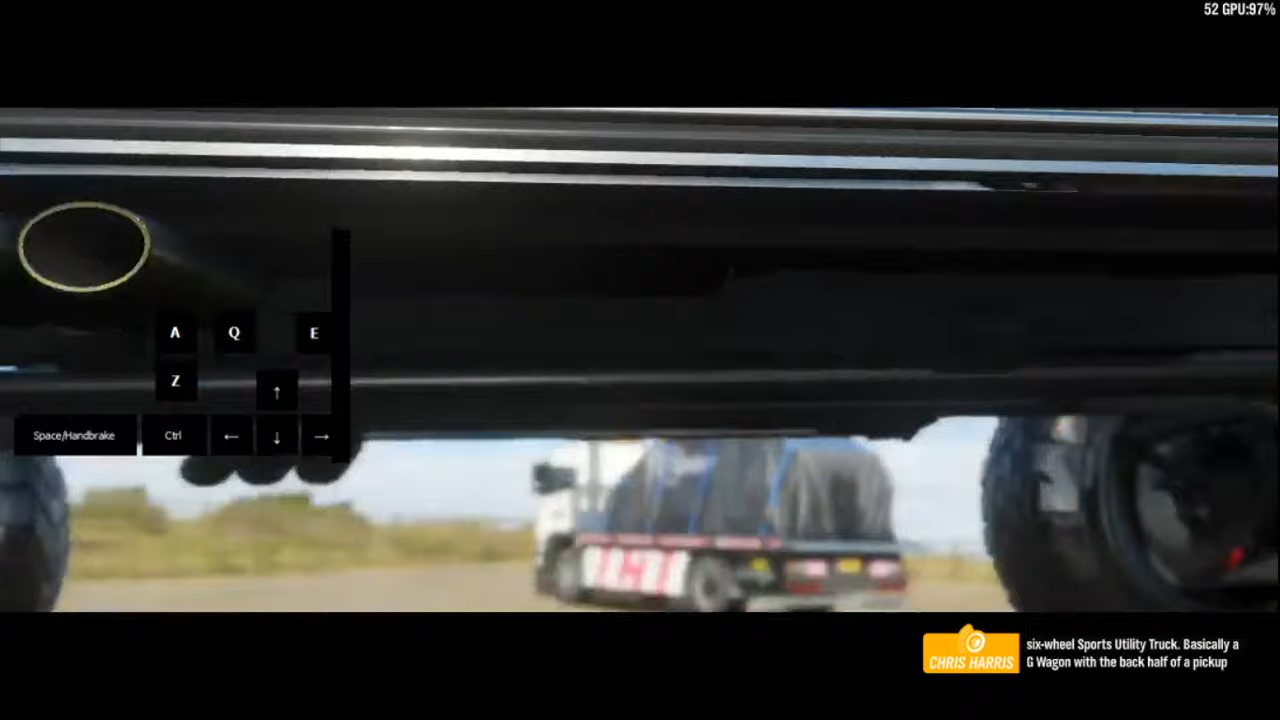 52 GPU:97%
A Q E
Z ↑
Space/Handbrake Ctrl ← ↓ →
CHRIS HARRIS
six-wheel Sports Utility Truck. Basically a
G Wagon with the back half of a pickup